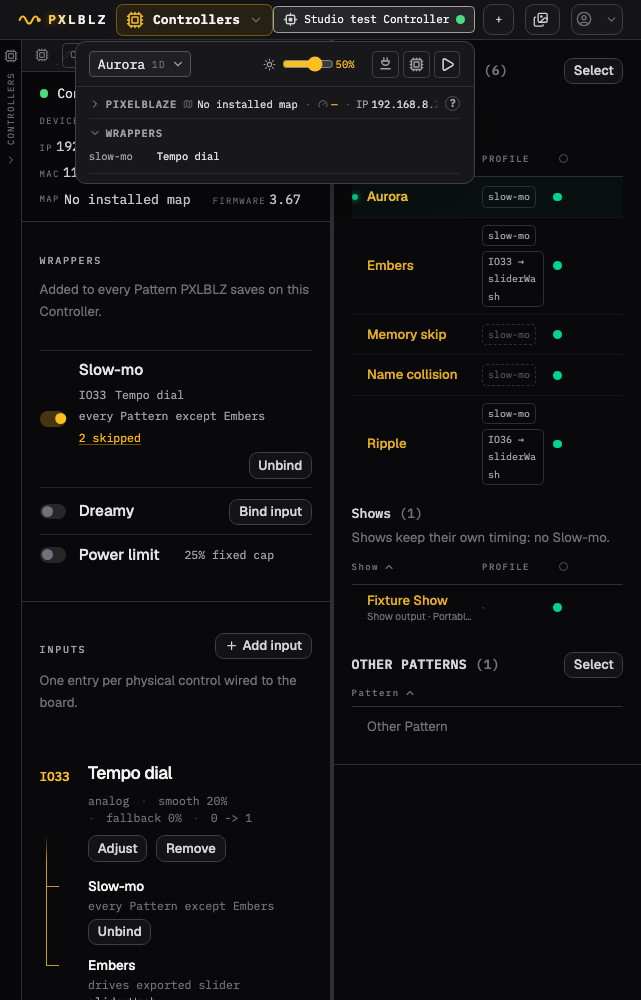 PXLBLZ
Controllers
Studio test Controller
+
Aurora 1D
50%
PIXELBLAZE No installed map · – · IP 192.168.8. ?
WRAPPERS
slow-mo Tempo dial
CONTROLLERS
IP 192
MAC 11
MAP No installed map FIRMWARE 3.67
WRAPPERS
Added to every Pattern PXLBLZ saves on this
Controller.
Slow-mo
IO33 Tempo dial
every Pattern except Embers
2 skipped
Unbind
Dreamy
Bind input
Power limit 25% fixed cap
INPUTS
+ Add input
One entry per physical control wired to the
board.
IO33 Tempo dial
analog · smooth 20%
· fallback 0% · 0 -> 1
Adjust Remove
Slow-mo
every Pattern except Embers
Unbind
Embers
drives exported slider
(6)
Select
PROFILE
Aurora slow-mo
Embers slow-mo
IO33 →
sliderWa
sh
Memory skip slow-mo
Name collision slow-mo
Ripple slow-mo
IO36 →
sliderWa
sh
Shows (1)
Shows keep their own timing: no Slow-mo.
Show PROFILE
Fixture Show
Show output · Portabl…
OTHER PATTERNS (1)
Select
Pattern
Other Pattern